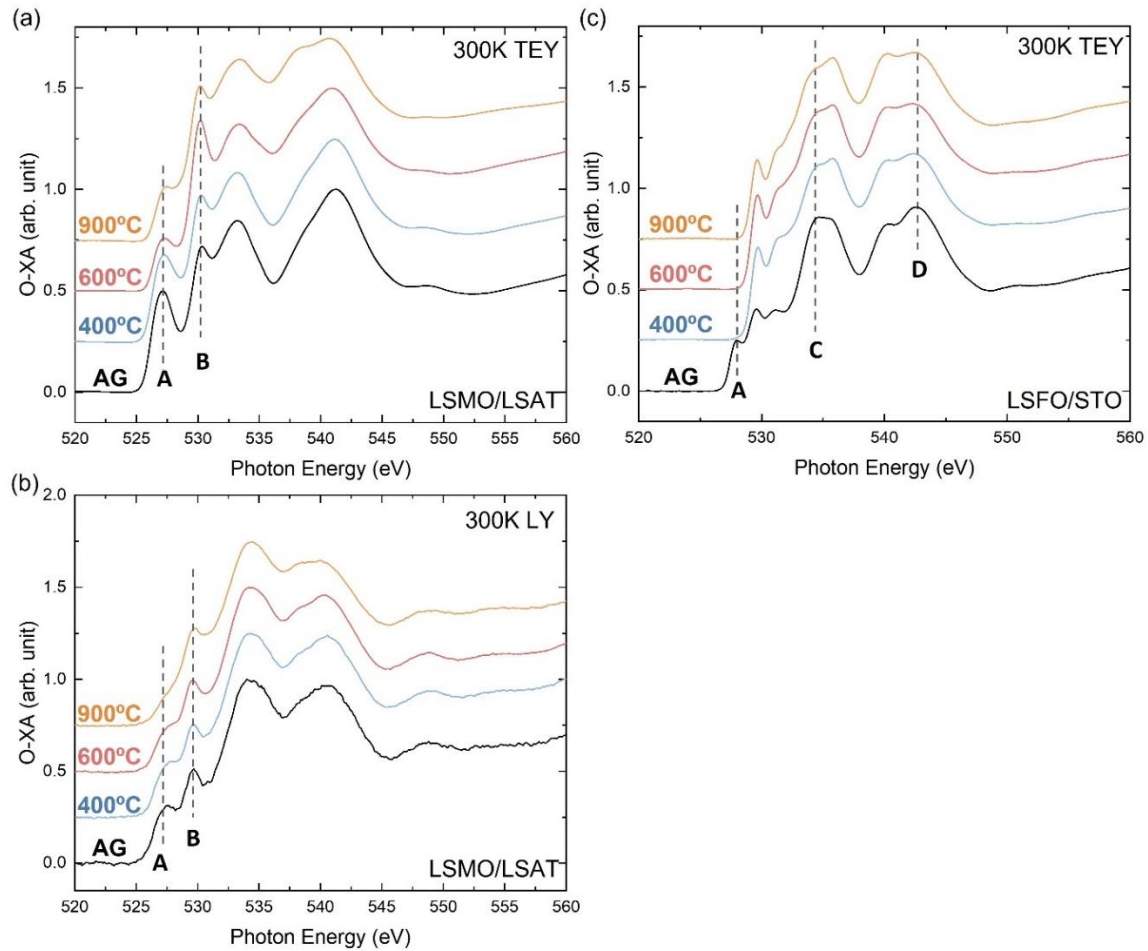 (a)
300K TEY
1.5
1.0
0.5
0.0
O-XA (arb. unit)
900ºC
600ºC
400ºC
AG
A
B
LSMO/LSAT
520 525 530 535 540 545 550 555 560
Photon Energy (eV)
(c)
300K TEY
1.5
1.0
0.5
0.0
O-XA (arb. unit)
900ºC
600ºC
400ºC
AG
A
C
D
LSFO/STO
520 530 540 550 560
Photon Energy (eV)
(b)
300K LY
2.0
1.5
1.0
0.5
0.0
O-XA (arb. unit)
900ºC
600ºC
400ºC
AG
A
B
LSMO/LSAT
520 525 530 535 540 545 550 555 560
Photon Energy (eV)